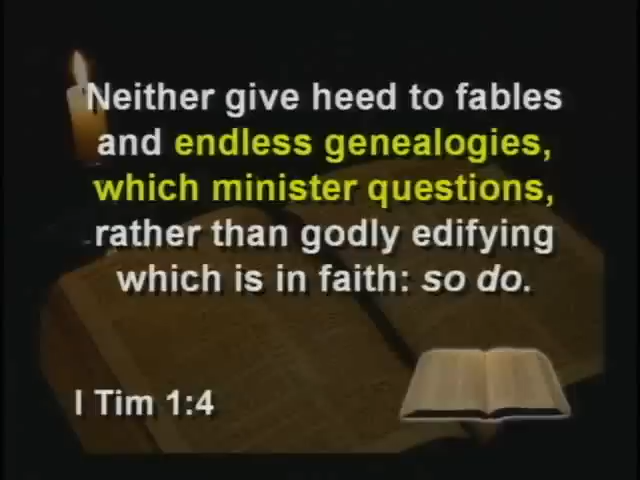 Neither give heed to fables
and endless genealogies,
which minister questions,
rather than godly edifying
which is in faith: so do.
I Tim 1:4